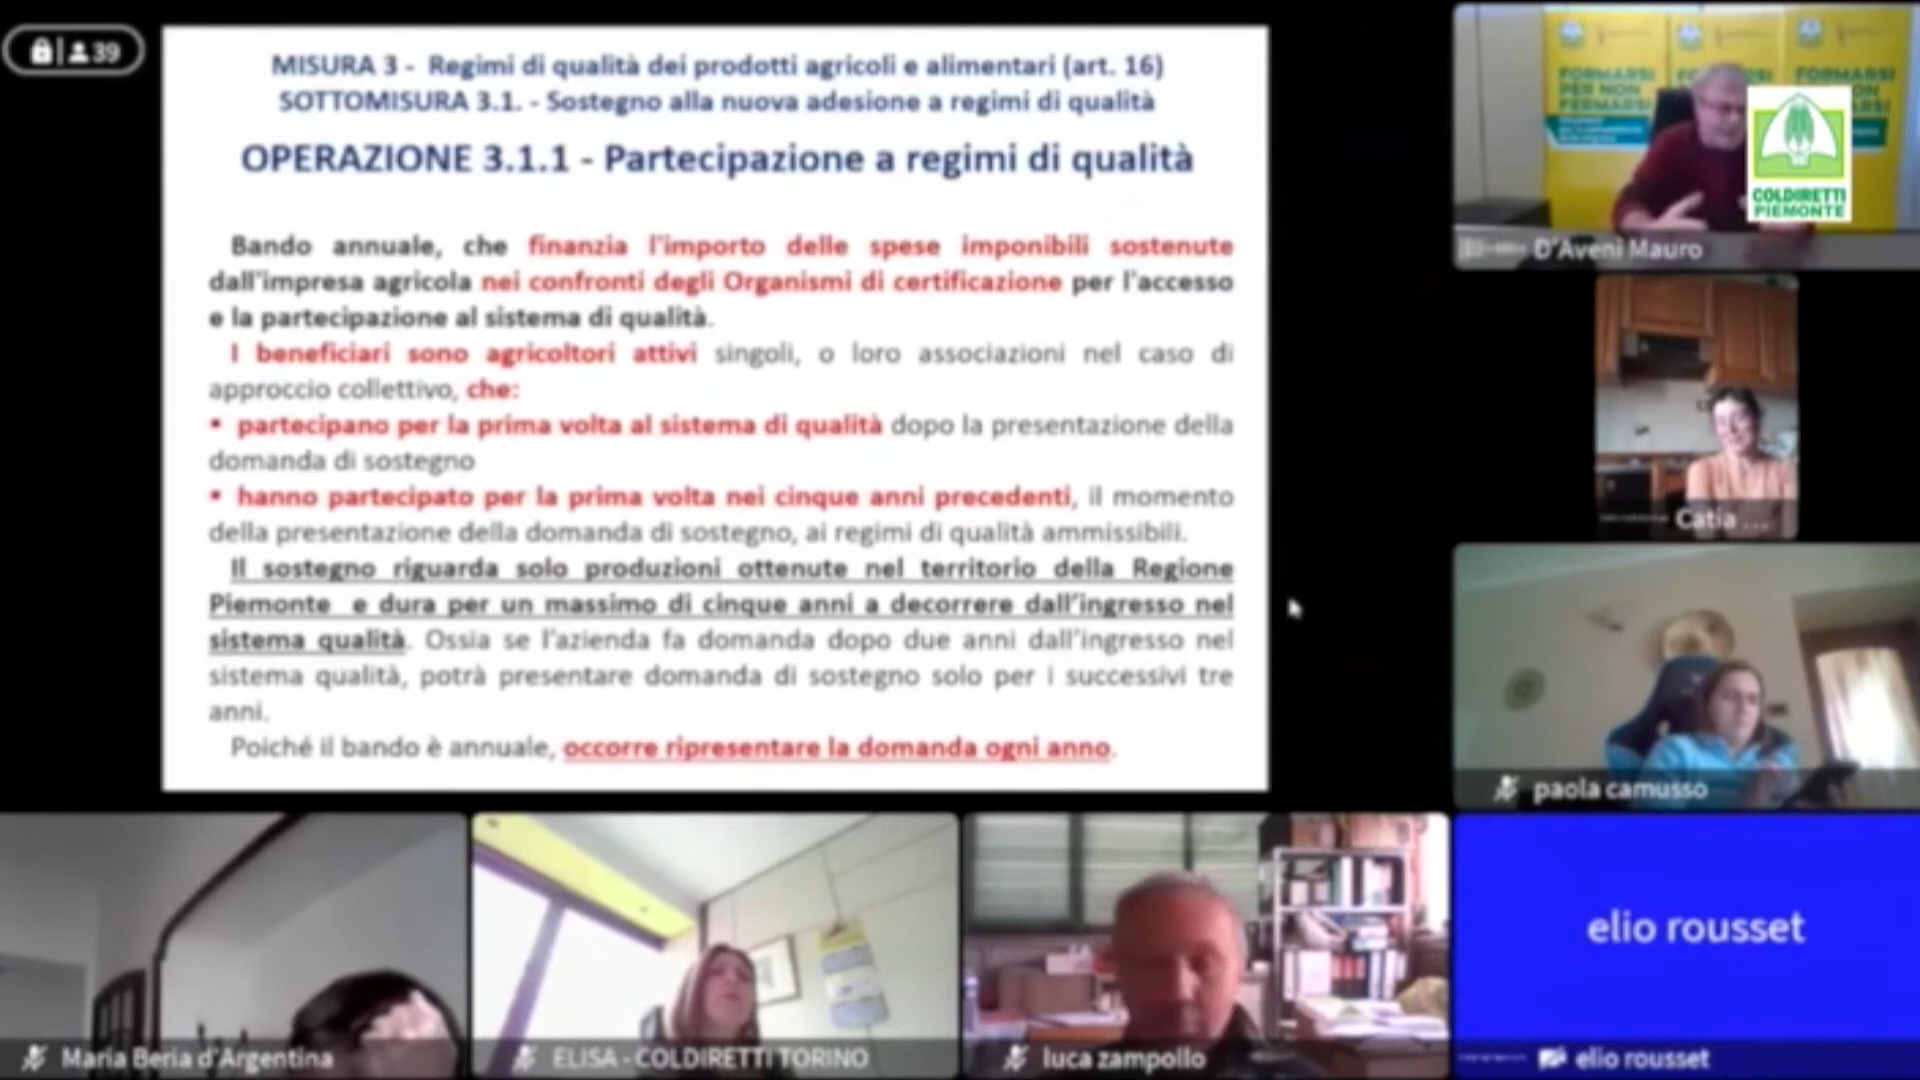 39
MISURA 3 - Regimi di qualità dei prodotti agricoli e alimentari (art. 16)
SOTTOMISURA 3.1. - Sostegno alla nuova adesione a regimi di qualità
OPERAZIONE 3.1.1 - Partecipazione a regimi di qualità
Bando annuale, che finanzia l'importo delle spese imponibili sostenute
dall'impresa agricola nei confronti degli Organismi di certificazione per l'accesso
e la partecipazione al sistema di qualità.
I beneficiari sono agricoltori attivi singoli, o loro associazioni nel caso di
approccio collettivo, che:
▪ partecipano per la prima volta al sistema di qualità dopo la presentazione della
domanda di sostegno
▪ hanno partecipato per la prima volta nei cinque anni precedenti, il momento
della presentazione della domanda di sostegno, ai regimi di qualità ammissibili.
Il sostegno riguarda solo produzioni ottenute nel territorio della Regione
Piemonte e dura per un massimo di cinque anni a decorrere dall'ingresso nel
sistema qualità. Ossia se l'azienda fa domanda dopo due anni dall'ingresso nel
sistema qualità, potrà presentare domanda di sostegno solo per i successivi tre
anni.
Poiché il bando è annuale, occorre ripresentare la domanda ogni anno.
FORMARSI
PER NON
FERMARSI
FORMARSI
COLDIRETTI
PIEMONTE
D'Aveni Mauro
Catia ...
paola camusso
elio rousset
Maria Beria d'Argentina
ELISA - COLDIRETTI TORINO
luca zampollo
elio rousset